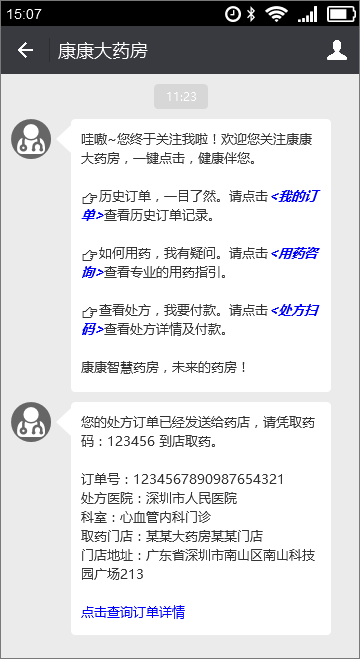 15:07
康康大药房
11:23
哇嗷~您终于关注我啦！欢迎您关注康康
大药房，一键点击，健康伴您。
历史订单，一目了然。请点击<我的订
单>查看历史订单记录。
如何用药，我有疑问。请点击<用药咨
询>查看专业的用药指引。
查看处方，我要付款。请点击<处方扫
码>查看处方详情及付款。
康康智慧药房，未来的药房！
您的处方订单已经发送给药店，请凭取药
码：123456 到店取药。
订单号：1234567890987654321
处方医院：深圳市人民医院
科室：心血管内科门诊
取药门店：某某大药房某某门店
门店地址：广东省深圳市南山区南山科技
园广场213
点击查询订单详情